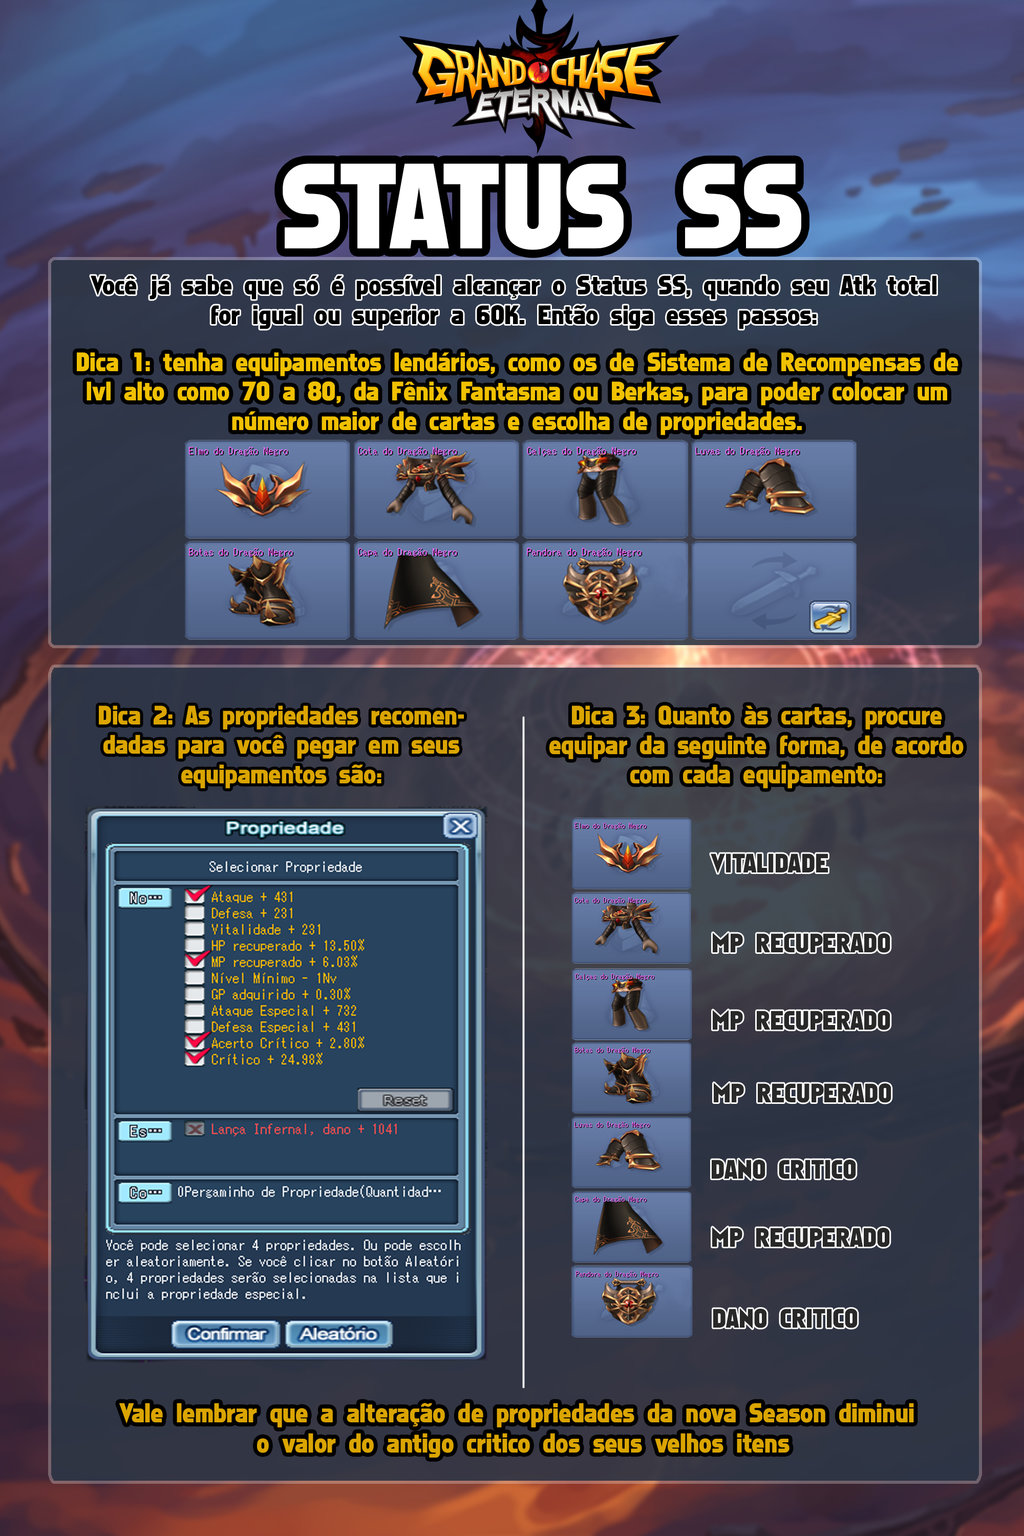 GRAND CHASE
ETERNAL
STATUS SS
Você já sabe que só é possível alcançar o Status SS, quando seu Atk total
for igual ou superior a 60K. Então siga esses passos:
Dica 1: tenha equipamentos lendários, como os de Sistema de Recompensas de
lvl alto como 70 a 80, da Fênix Fantasma ou Berkas, para poder colocar um
número maior de cartas e escolha de propriedades.
Elmo do Dragão Negro
Cota do Dragão Negro
Calças do Dragão Negro
Luvas do Dragão Negro
Botas do Dragão Negro
Capa do Dragão Negro
Pandora do Dragão Negro
Dica 2: As propriedades recomen-
dadas para você pegar em seus
equipamentos são:
Propriedade
Selecionar Propriedade
No...
Ataque + 431
Defesa + 231
Vitalidade + 231
HP recuperado + 13.50%
MP recuperado + 6.03%
Nível Mínimo - 1Nv
GP adquirido + 0.30%
Ataque Especial + 732
Defesa Especial + 431
Acerto Crítico + 2.80%
Crítico + 24.98%
Reset
Es...
Lança Infernal, dano + 1041
Co...
0Pergaminho de Propriedade(Quantidad...
Você pode selecionar 4 propriedades. Ou pode escolh
er aleatoriamente. Se você clicar no botão Aleatóri
o, 4 propriedades serão selecionadas na lista que i
nclui a propriedade especial.
Confirmar
Aleatório
Dica 3: Quanto às cartas, procure
equipar da seguinte forma, de acordo
com cada equipamento:
Elmo do Dragão Negro
VITALIDADE
Cota do Dragão Negro
MP RECUPERADO
Calças do Dragão Negro
MP RECUPERADO
Botas do Dragão Negro
MP RECUPERADO
Luvas do Dragão Negro
DANO CRITICO
Capa do Dragão Negro
MP RECUPERADO
Pandora do Dragão Negro
DANO CRITICO
Vale lembrar que a alteração de propriedades da nova Season diminui
o valor do antigo critico dos seus velhos itens